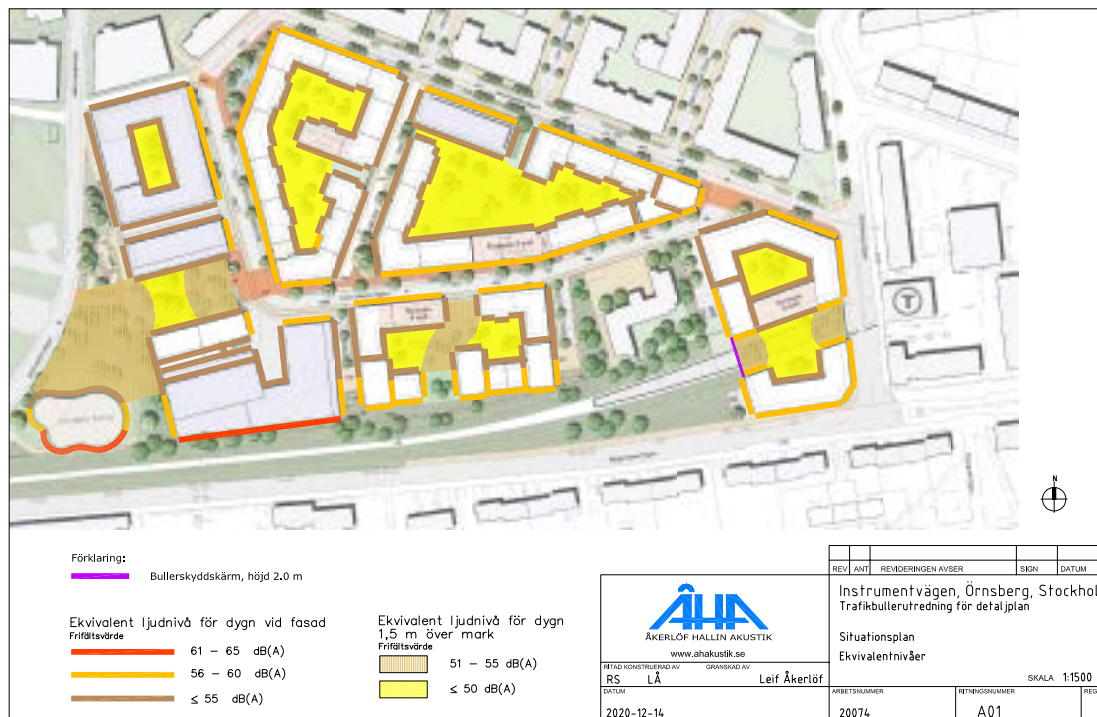 T
N
Förklaring:
Bullerskyddskärm, höjd 2.0 m
Ekvivalent ljudnivå för dygn vid fasad
Frifältsvärde
61 – 65 dB(A)
56 – 60 dB(A)
≤ 55 dB(A)
Ekvivalent ljudnivå för dygn
1,5 m över mark
Frifältsvärde
51 – 55 dB(A)
≤ 50 dB(A)
ÅHA
ÅKERLÖF HALLIN AKUSTIK
www.ahakustik.se
RITAD KONSTRUERAD AV GRANSKAD AV
RS LÅ Leif Åkerlöf
DATUM
2020-12-14
REV ANT REVIDERINGEN AVSER SIGN DATUM
Instrumentvägen, Örnsberg, Stockhol
Trafikbullerutredning för detaljplan
Situationsplan
Ekvivalentnivåer
SKALA 1:1500
ARBETSNUMMER RITNINGSNUMMER REG
20074 A01